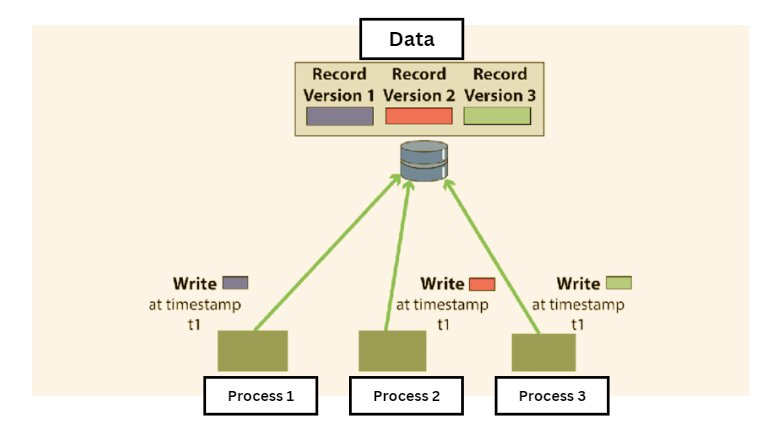 Data
Record Record Record
Version 1 Version 2 Version 3
Write Write Write
at timestamp at timestamp at timestamp
t1 t1 t1
Process 1 Process 2 Process 3